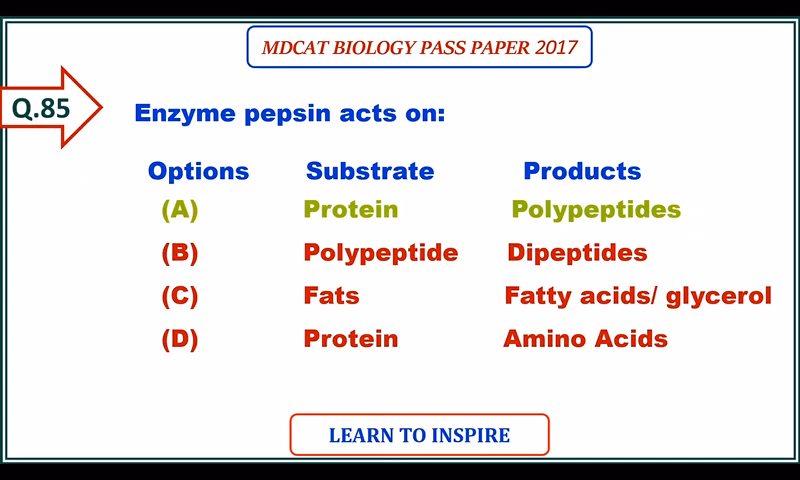 MDCAT BIOLOGY PASS PAPER 2017
Q.85
Enzyme pepsin acts on:
Options Substrate Products
(A) Protein Polypeptides
(B) Polypeptide Dipeptides
(C) Fats Fatty acids/ glycerol
(D) Protein Amino Acids
LEARN TO INSPIRE